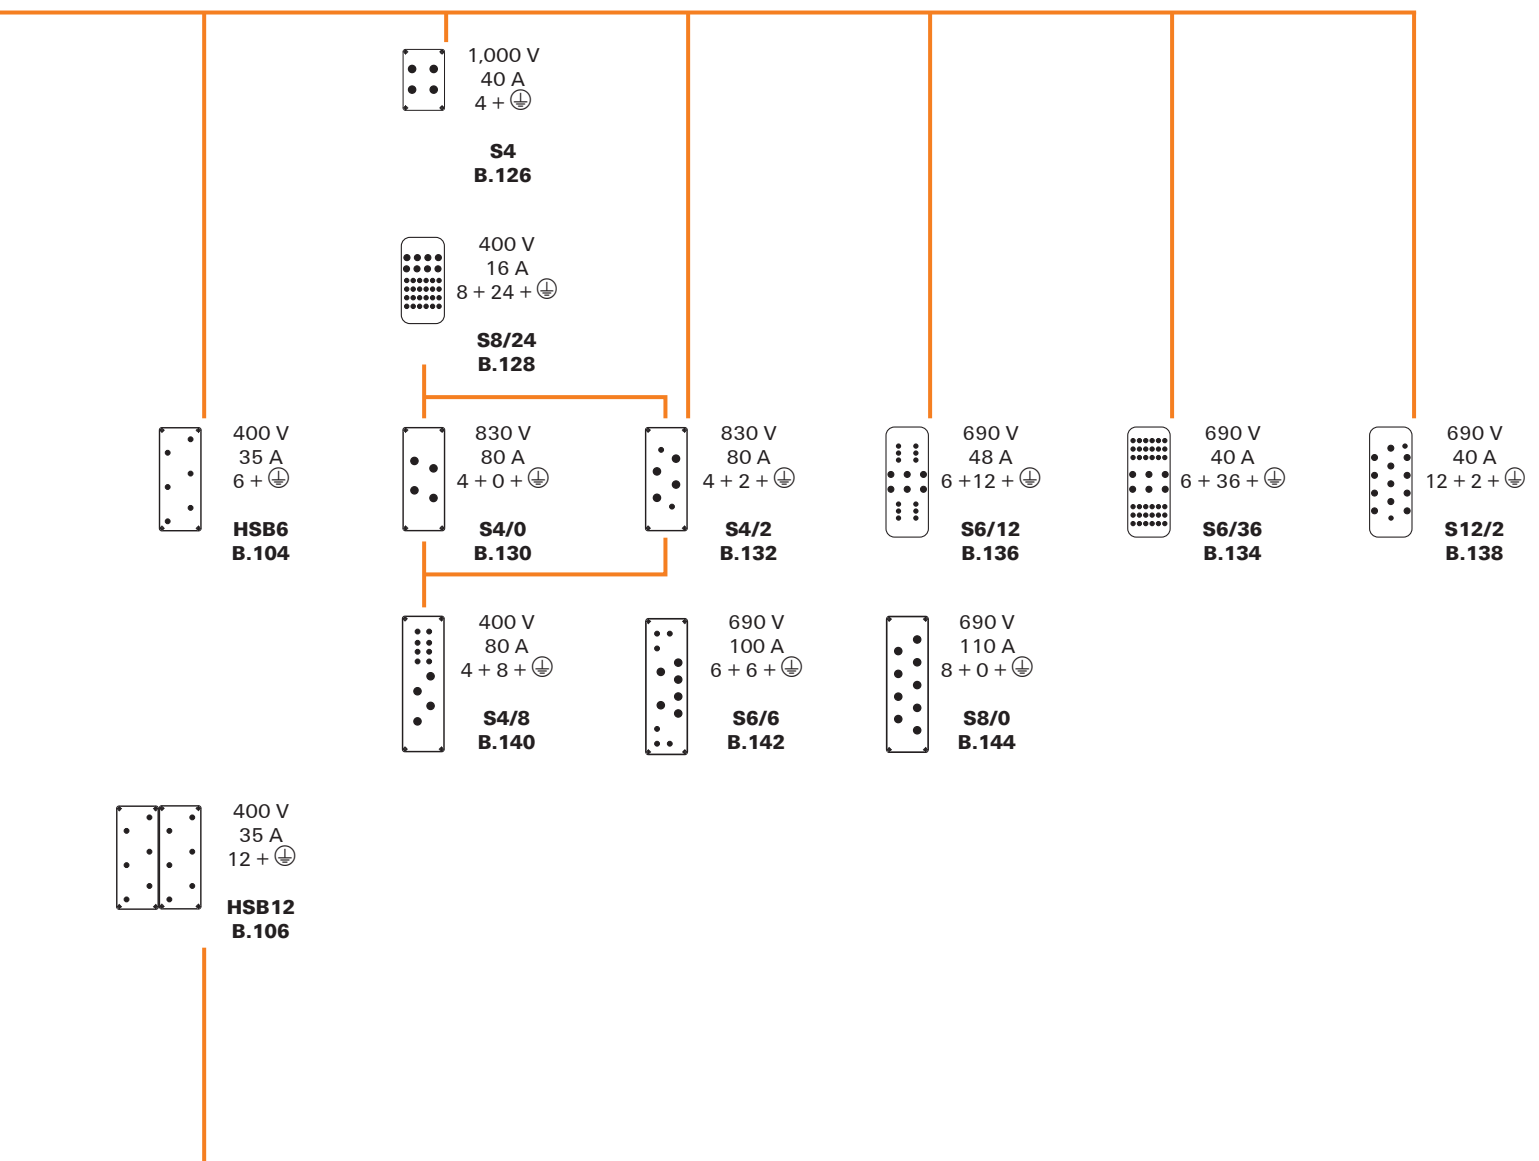 1,000 V
40 A
4 + ⏚
S4
B.126
400 V
16 A
8 + 24 + ⏚
S8/24
B.128
400 V
35 A
6 + ⏚
HSB6
B.104
830 V
80 A
4 + 0 + ⏚
S4/0
B.130
830 V
80 A
4 + 2 + ⏚
S4/2
B.132
690 V
48 A
6 +12 + ⏚
S6/12
B.136
690 V
40 A
6 + 36 + ⏚
S6/36
B.134
690 V
40 A
12 + 2 + ⏚
S12/2
B.138
400 V
80 A
4 + 8 + ⏚
S4/8
B.140
690 V
100 A
6 + 6 + ⏚
S6/6
B.142
690 V
110 A
8 + 0 + ⏚
S8/0
B.144
400 V
35 A
12 + ⏚
HSB12
B.106